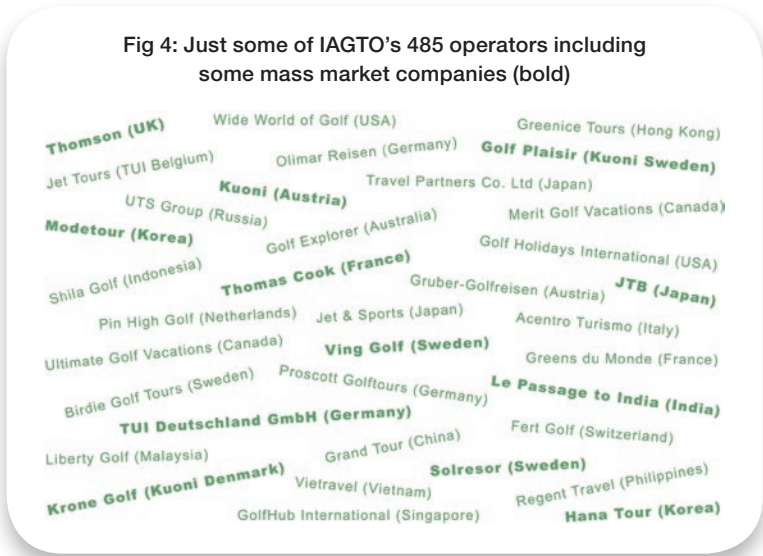 Fig 4: Just some of IAGTO's 485 operators including
some mass market companies (bold)
Thomson (UK)
Wide World of Golf (USA)
Greenice Tours (Hong Kong)
Jet Tours (TUI Belgium)
Olimar Reisen (Germany)
Golf Plaisir (Kuoni Sweden)
Kuoni (Austria)
Travel Partners Co. Ltd (Japan)
UTS Group (Russia)
Merit Golf Vacations (Canada)
Modetour (Korea)
Golf Explorer (Australia)
Golf Holidays International (USA)
Shila Golf (Indonesia)
Thomas Cook (France)
Gruber-Golfreisen (Austria)
JTB (Japan)
Pin High Golf (Netherlands)
Jet & Sports (Japan)
Acentro Turismo (Italy)
Ultimate Golf Vacations (Canada)
Ving Golf (Sweden)
Greens du Monde (France)
Birdie Golf Tours (Sweden)
Proscott Golftours (Germany)
Le Passage to India (India)
TUI Deutschland GmbH (Germany)
Fert Golf (Switzerland)
Liberty Golf (Malaysia)
Grand Tour (China)
Solresor (Sweden)
Krone Golf (Kuoni Denmark)
Vietravel (Vietnam)
Regent Travel (Philippines)
GolfHub International (Singapore)
Hana Tour (Korea)